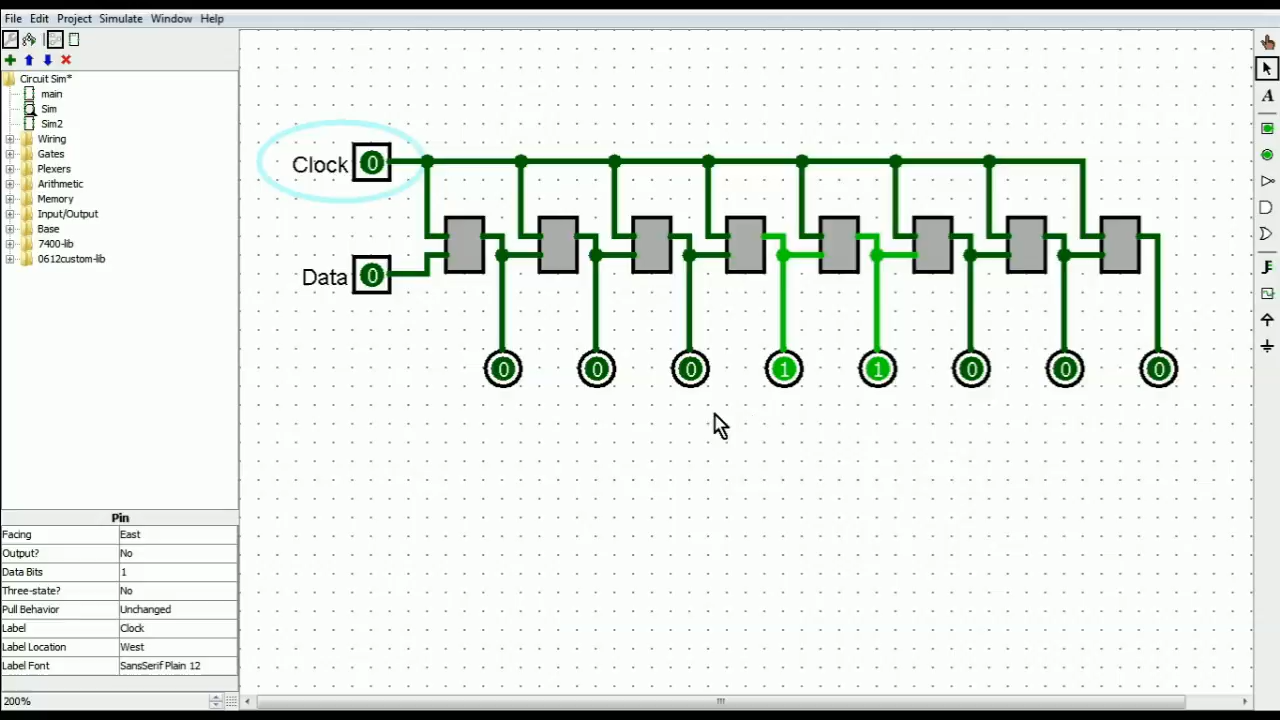 File Edit Project Simulate Window Help
Circuit Sim*
main
Sim
Sim2
Wiring
Gates
Plexers
Arithmetic
Memory
Input/Output
Base
7400-lib
0612custom-lib
Pin
Facing East
Output? No
Data Bits 1
Three-state? No
Pull Behavior Unchanged
Label Clock
Label Location West
Label Font SansSerif Plain 12
200%
Clock 0
Data 0
0 0 0 1 1 0 0 0
A